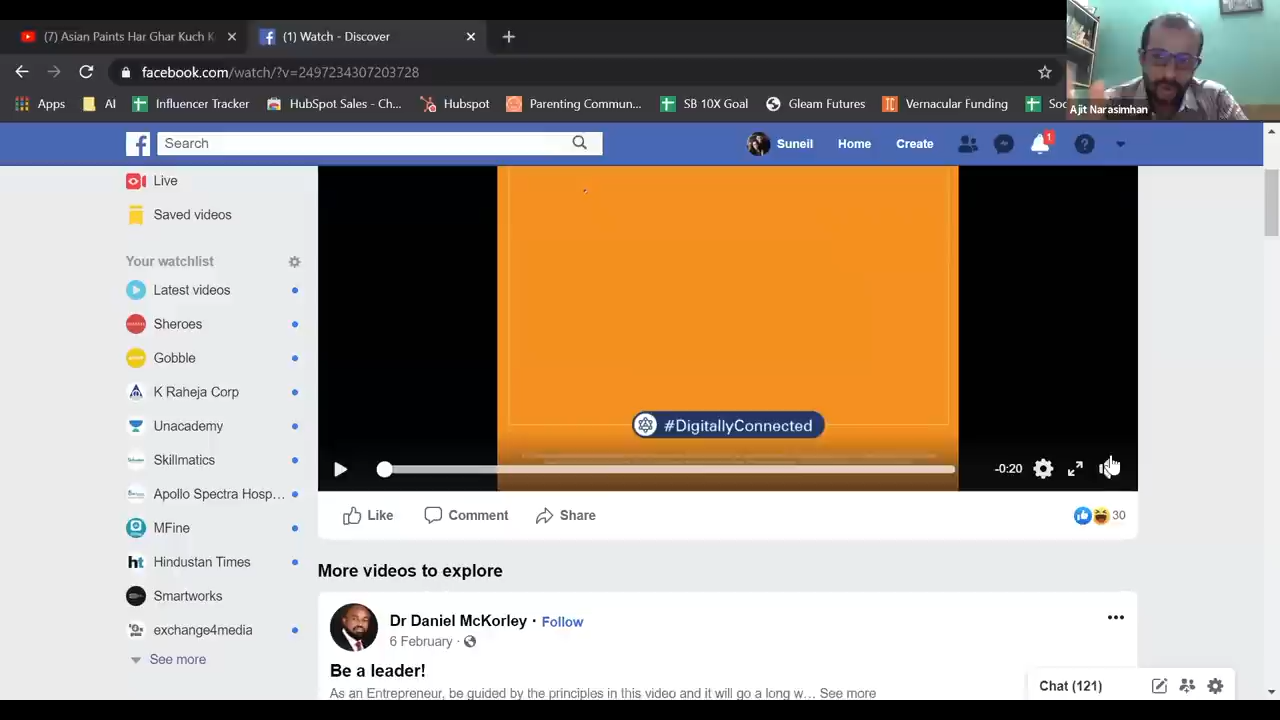 (7) Asian Paints Har Ghar Kuch K
(1) Watch - Discover
facebook.com/watch/?v=2497234307203728
Apps
AI
Influencer Tracker
HubSpot Sales - Ch...
Hubspot
Parenting Commun...
SB 10X Goal
Gleam Futures
Vernacular Funding
Soc
Ajit Narasimhan
Search
Suneil
Home
Create
1
Live
Saved videos
Your watchlist
Latest videos
Sheroes
Gobble
K Raheja Corp
Unacademy
Skillmatics
Apollo Spectra Hosp...
MFine
Hindustan Times
Smartworks
exchange4media
See more
#DigitallyConnected
-0:20
Like
Comment
Share
30
More videos to explore
Dr Daniel McKorley · Follow
6 February ·
Be a leader!
As an Entrepreneur, be guided by the principles in this video and it will go a long w... See more
Chat (121)